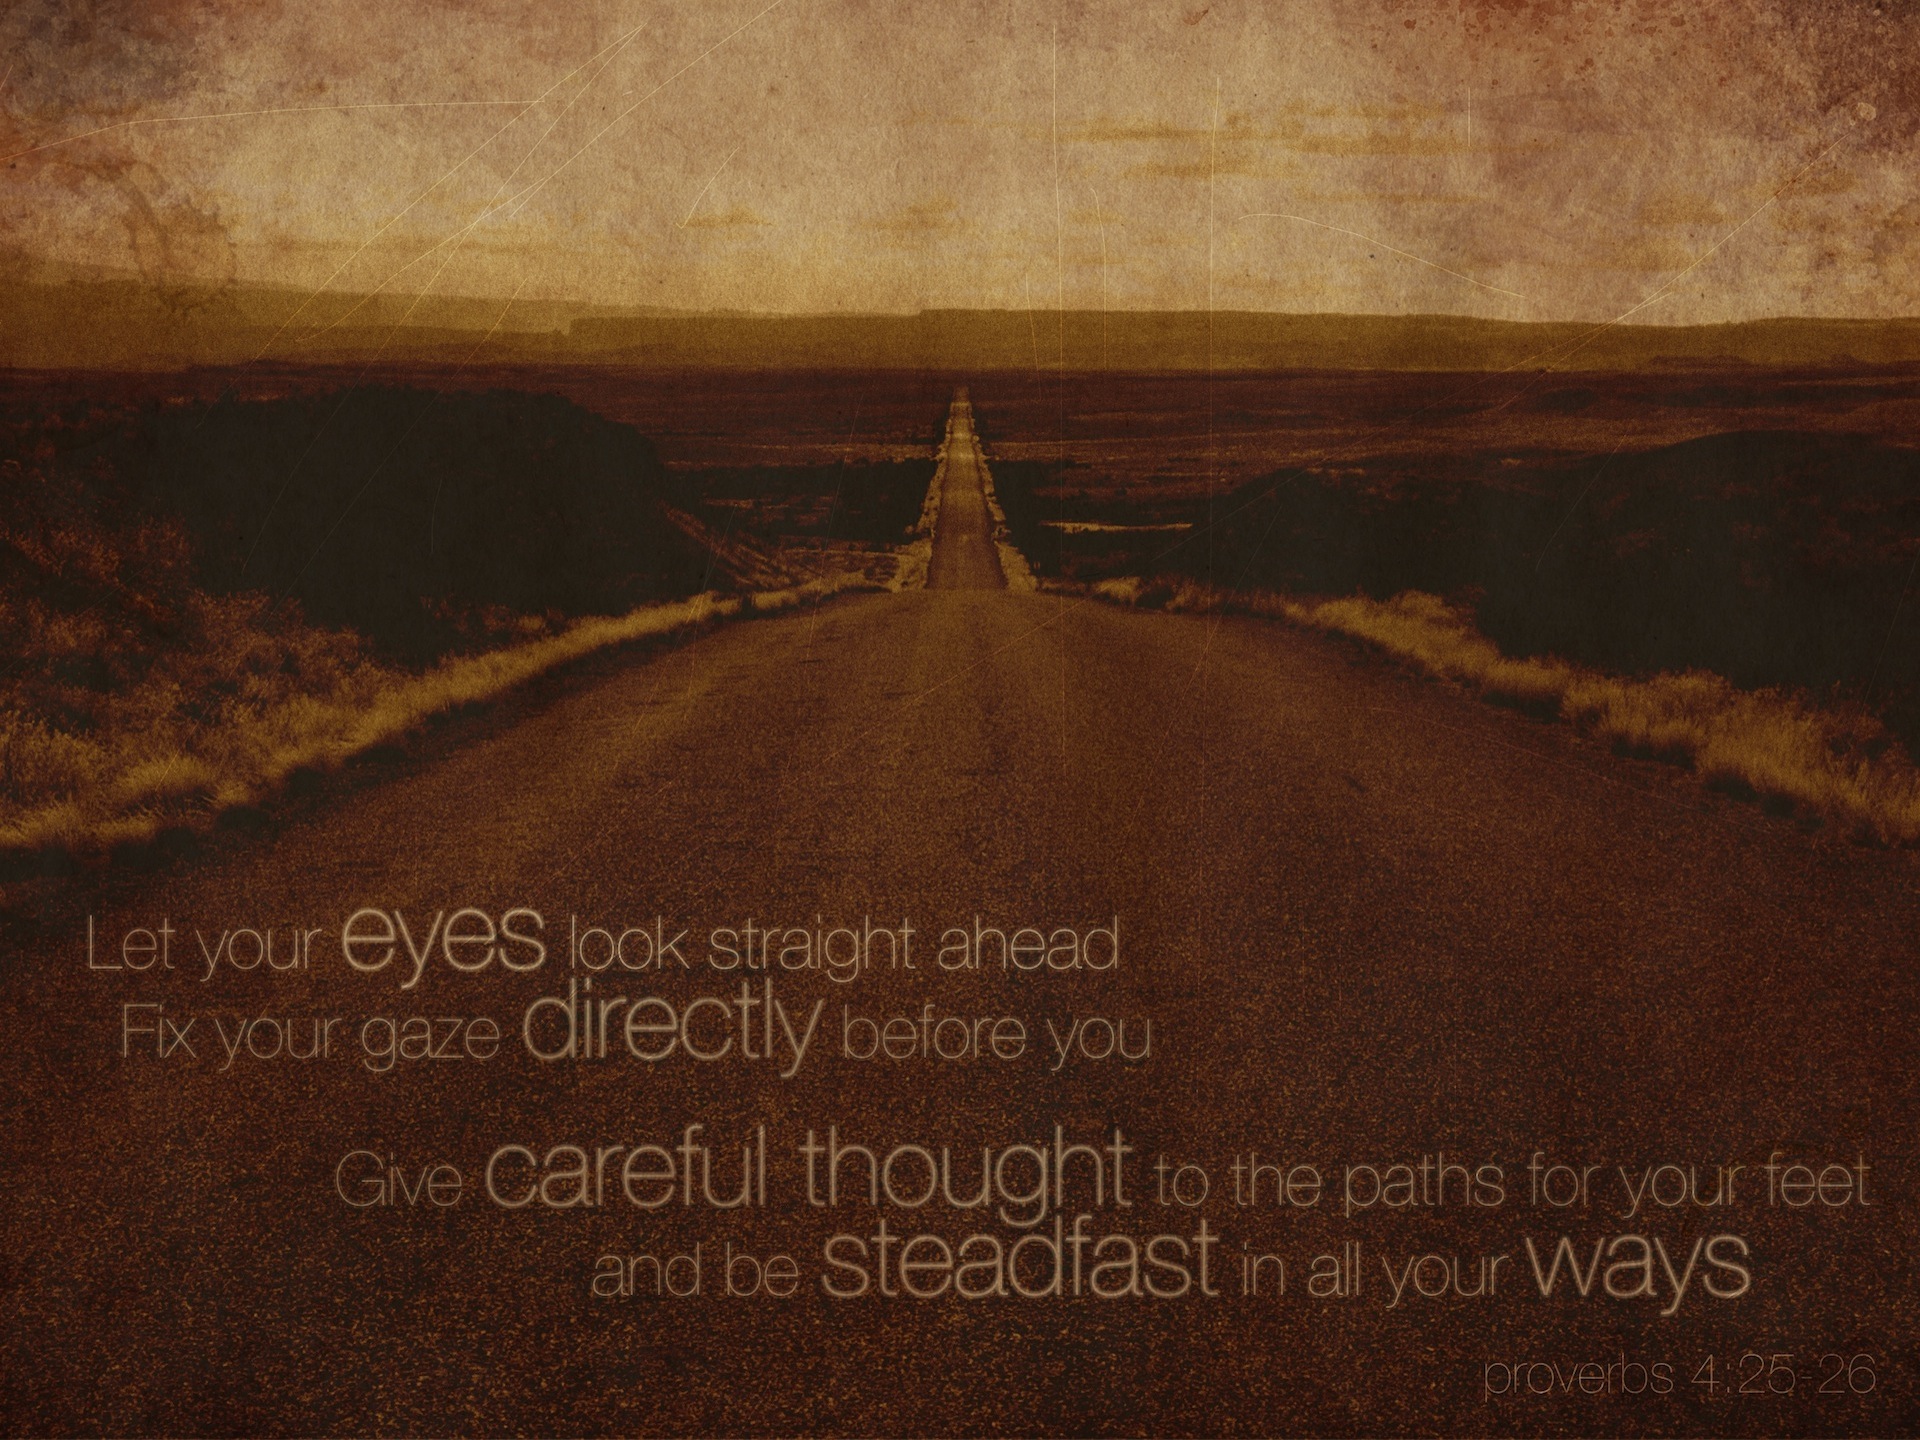 Let your eyes look straight ahead
Fix your gaze directly before you
Give careful thought to the paths for your feet
and be steadfast in all your ways
proverbs 4:25-26